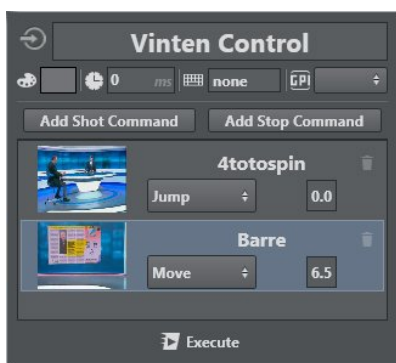 Vinten Control
0 ms none GPI
Add Shot Command Add Stop Command
4totospin
Jump 0.0
Barre
Move 6.5
Execute